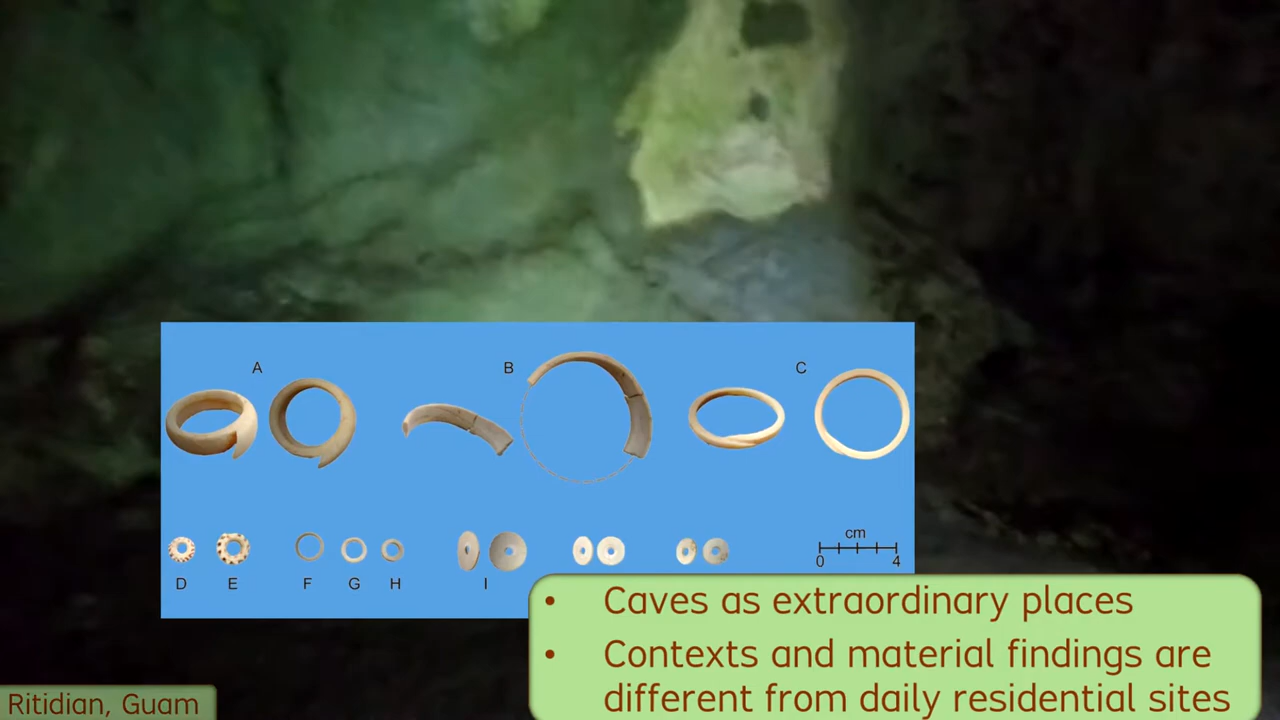 A B C
cm
0 4
D E F G H I
• Caves as extraordinary places
• Contexts and material findings are
different from daily residential sites
Ritidian, Guam